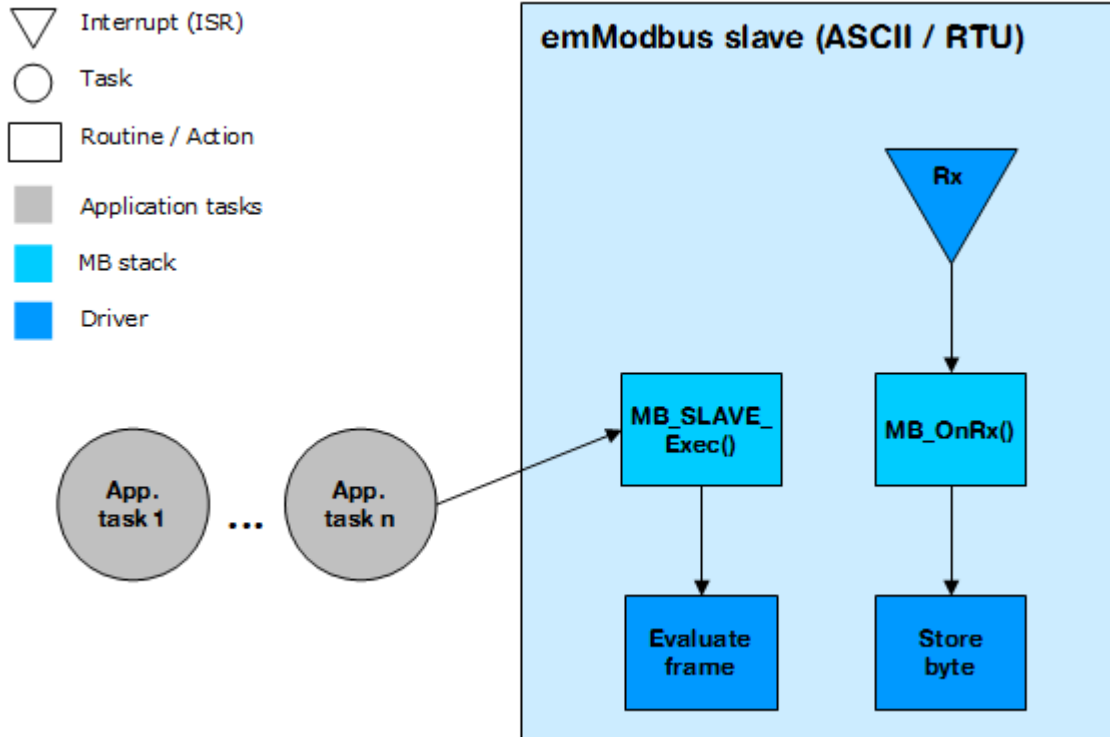 Interrupt (ISR)
Task
Routine / Action
Application tasks
MB stack
Driver
emModbus slave (ASCII / RTU)
Rx
MB_SLAVE_
Exec()
MB_OnRx()
App.
task 1
...
App.
task n
Evaluate
frame
Store
byte